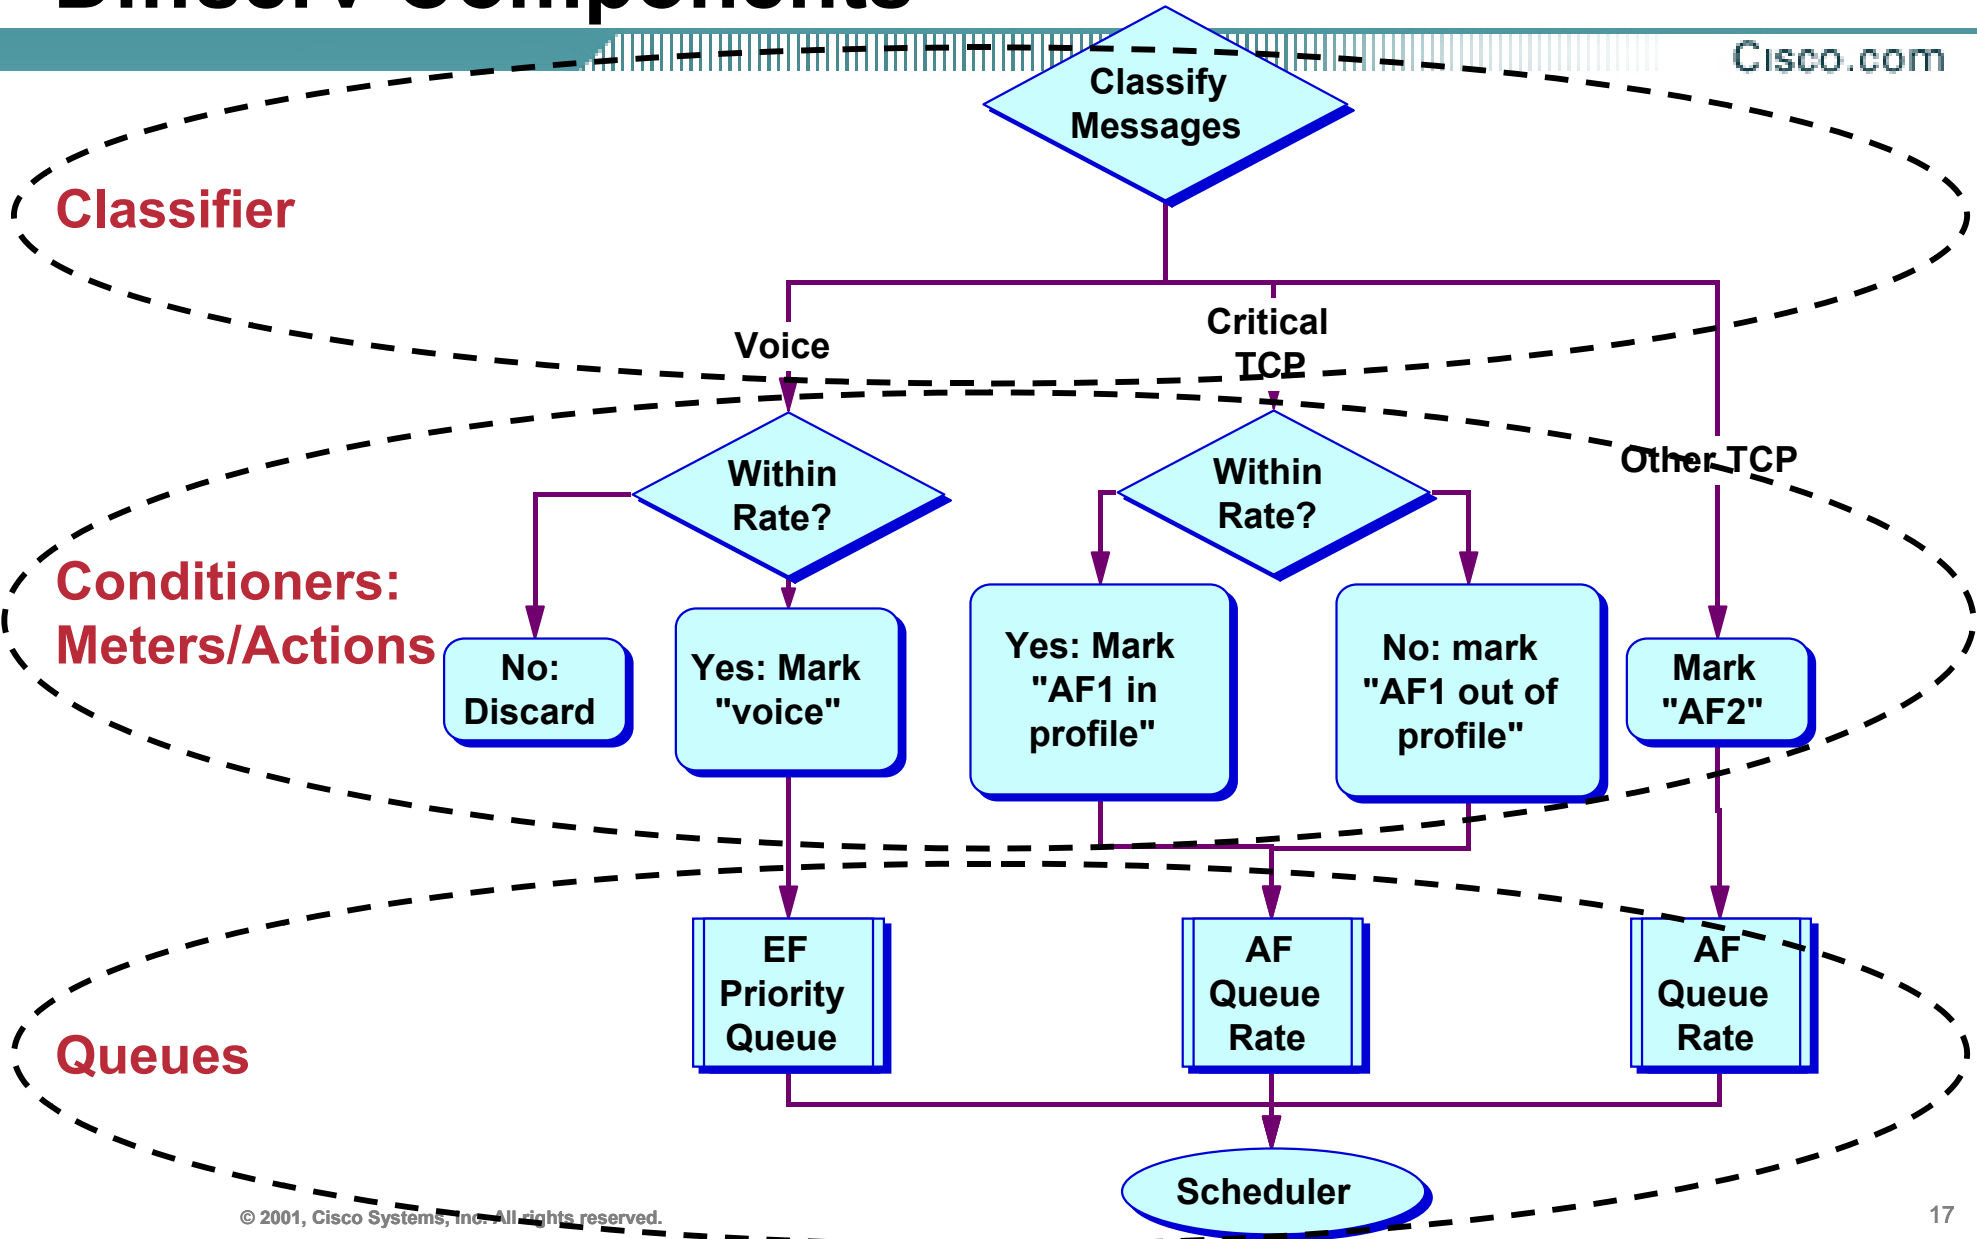 Diffserv Components
Cisco.com
Classify
Messages
Classifier
Voice
Critical
TCP
Other TCP
Within
Rate?
Within
Rate?
Conditioners:
Meters/Actions
No:
Discard
Yes: Mark
"voice"
Yes: Mark
"AF1 in
profile"
No: mark
"AF1 out of
profile"
Mark
"AF2"
Queues
EF
Priority
Queue
AF
Queue
Rate
AF
Queue
Rate
Scheduler
© 2001, Cisco Systems, Inc. All rights reserved.
17